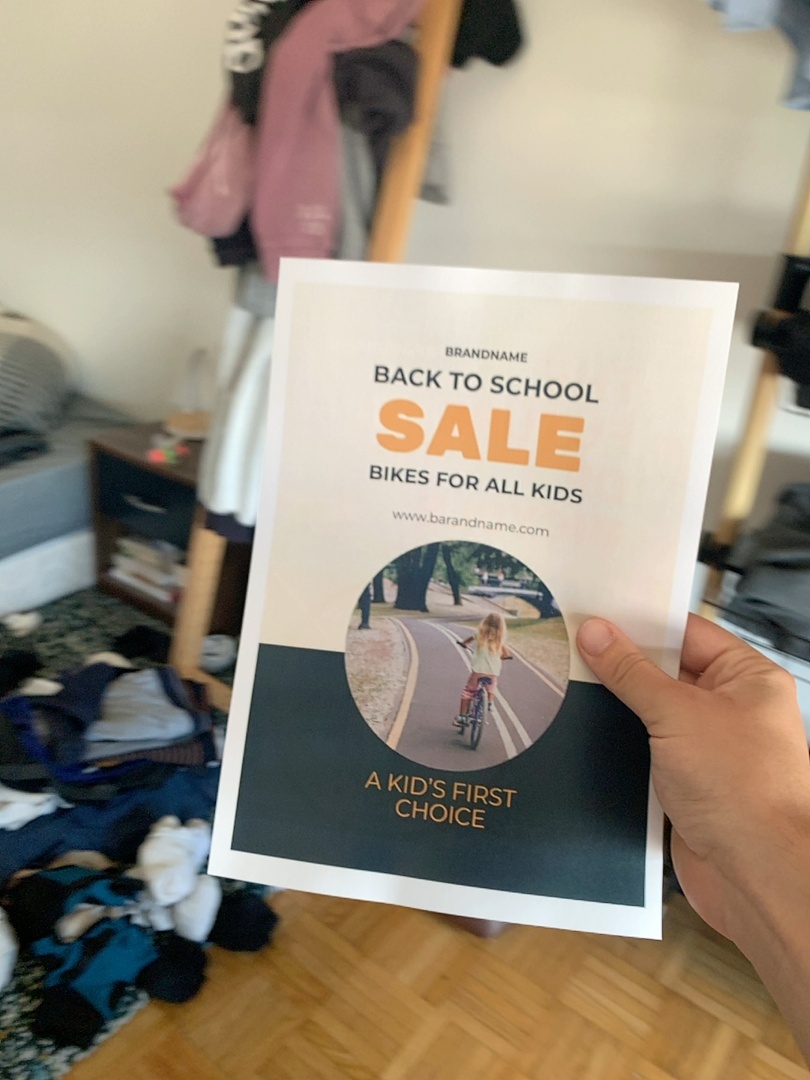 BRANDNAME
BACK TO SCHOOL
SALE
BIKES FOR ALL KIDS
www.barandname.com
A KID'S FIRST
CHOICE